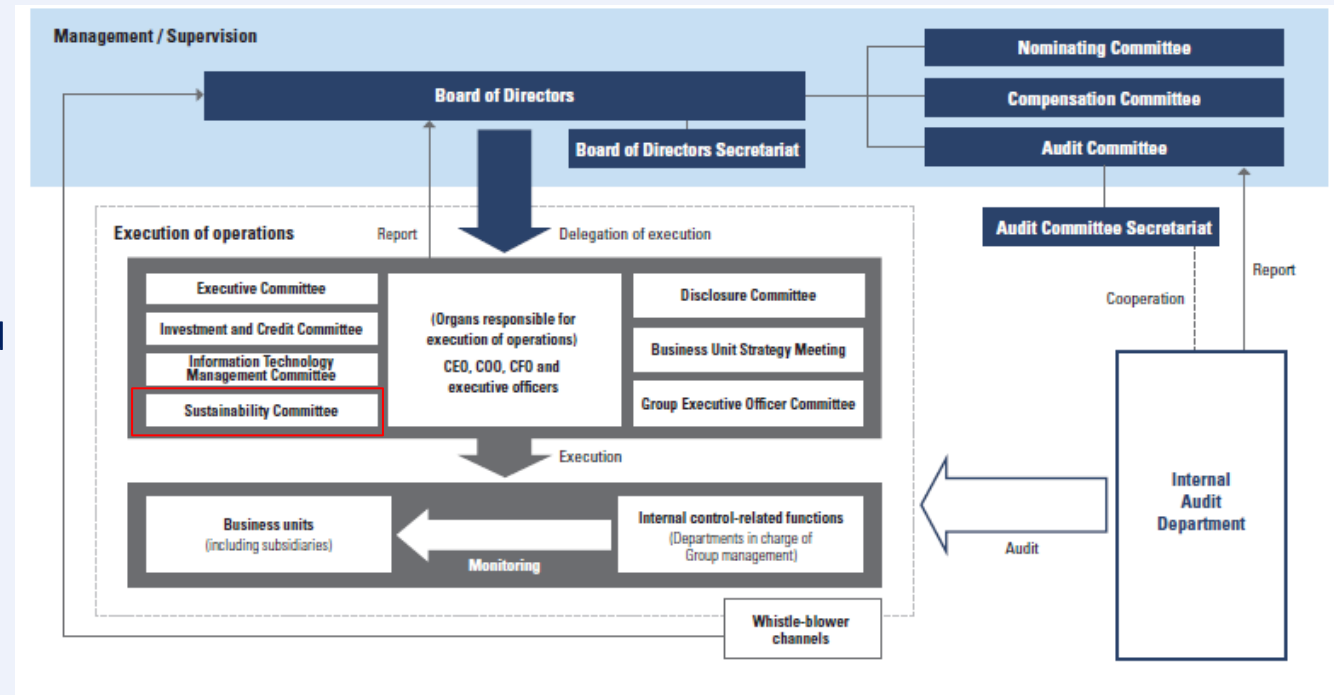 Management / Supervision
Board of Directors
Board of Directors Secretariat
Nominating Committee
Compensation Committee
Audit Committee
Audit Committee Secretariat
Execution of operations
Report
Delegation of execution
Report
Cooperation
Executive Committee
Investment and Credit Committee
Information Technology
Management Committee
Sustainability Committee
(Organs responsible for
execution of operations)
CEO, COO, CFO and
executive officers
Disclosure Committee
Business Unit Strategy Meeting
Group Executive Officer Committee
Execution
Business units
(including subsidiaries)
Monitoring
Internal control-related functions
(Departments in charge of
Group management)
Audit
Internal
Audit
Department
Whistle-blower
channels